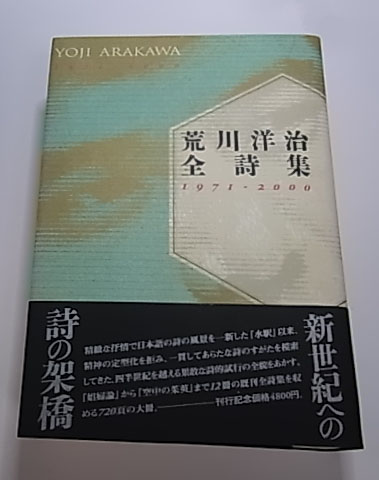 YOJI ARAKAWA
荒川洋治
全詩集
1971-2000
新世紀への
詩の架橋
精緻な抒情で日本語の詩の風景を一新した『水駅』以来、
精神の定型化を拒み、一貫してあらたな詩のすがたを模索
してきた。四半世紀を越える果敢な詩的試行の全貌をあかす。
『娼婦論』から『空中の茱萸』まで12冊の既刊全詩集を収
める720頁の大冊。――――刊行記念価格4800円。